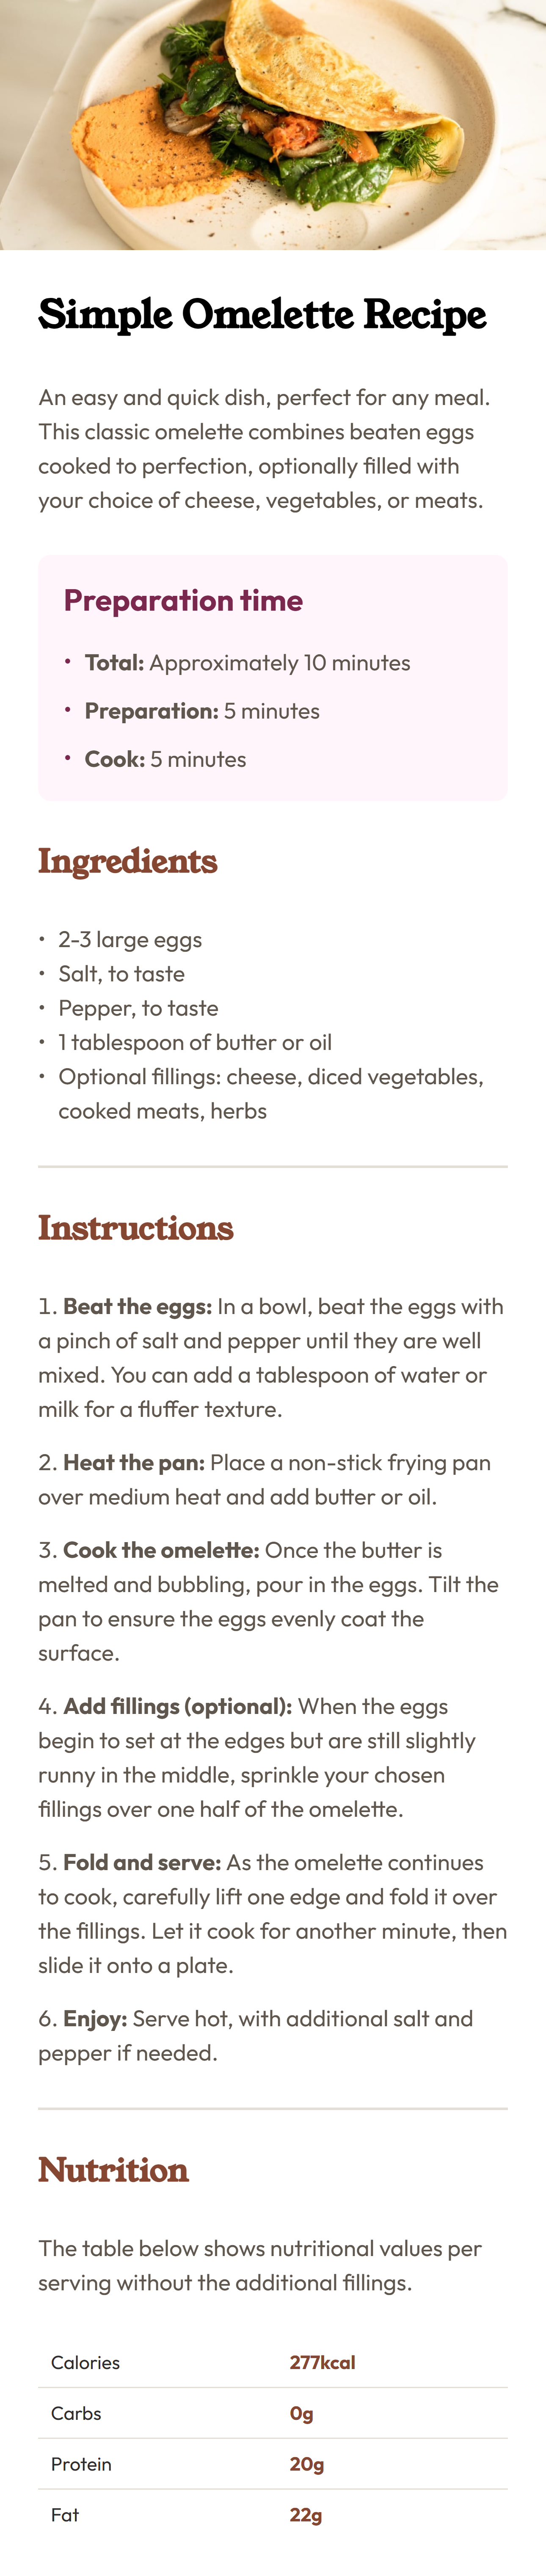 Simple Omelette Recipe
An easy and quick dish, perfect for any meal.
This classic omelette combines beaten eggs
cooked to perfection, optionally filled with
your choice of cheese, vegetables, or meats.
Preparation time
• Total: Approximately 10 minutes
• Preparation: 5 minutes
• Cook: 5 minutes
Ingredients
• 2-3 large eggs
• Salt, to taste
• Pepper, to taste
• 1 tablespoon of butter or oil
• Optional fillings: cheese, diced vegetables,
cooked meats, herbs
Instructions
1. Beat the eggs: In a bowl, beat the eggs with
a pinch of salt and pepper until they are well
mixed. You can add a tablespoon of water or
milk for a fluffer texture.
2. Heat the pan: Place a non-stick frying pan
over medium heat and add butter or oil.
3. Cook the omelette: Once the butter is
melted and bubbling, pour in the eggs. Tilt the
pan to ensure the eggs evenly coat the
surface.
4. Add fillings (optional): When the eggs
begin to set at the edges but are still slightly
runny in the middle, sprinkle your chosen
fillings over one half of the omelette.
5. Fold and serve: As the omelette continues
to cook, carefully lift one edge and fold it over
the fillings. Let it cook for another minute, then
slide it onto a plate.
6. Enjoy: Serve hot, with additional salt and
pepper if needed.
Nutrition
The table below shows nutritional values per
serving without the additional fillings.
Calories 277kcal
Carbs 0g
Protein 20g
Fat 22g